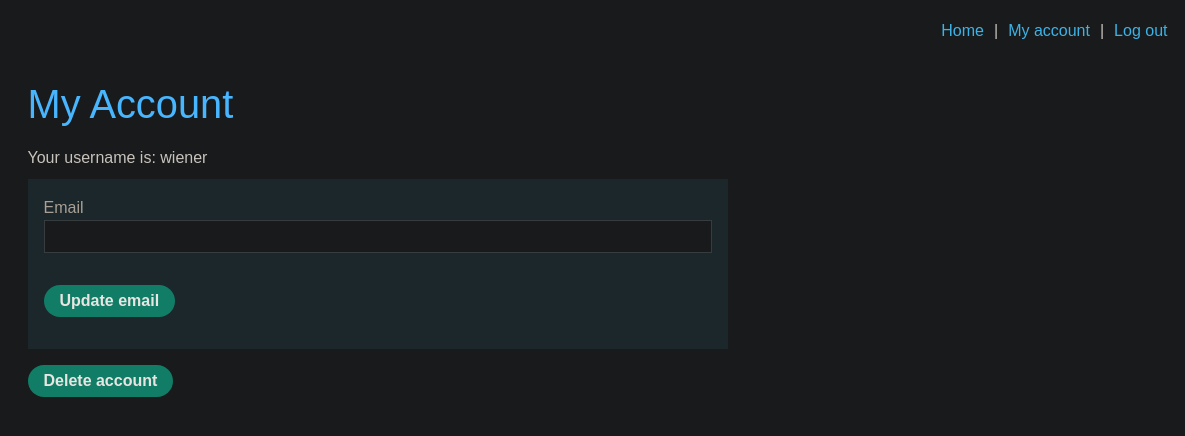 Home | My account | Log out
My Account
Your username is: wiener
Email
Update email
Delete account